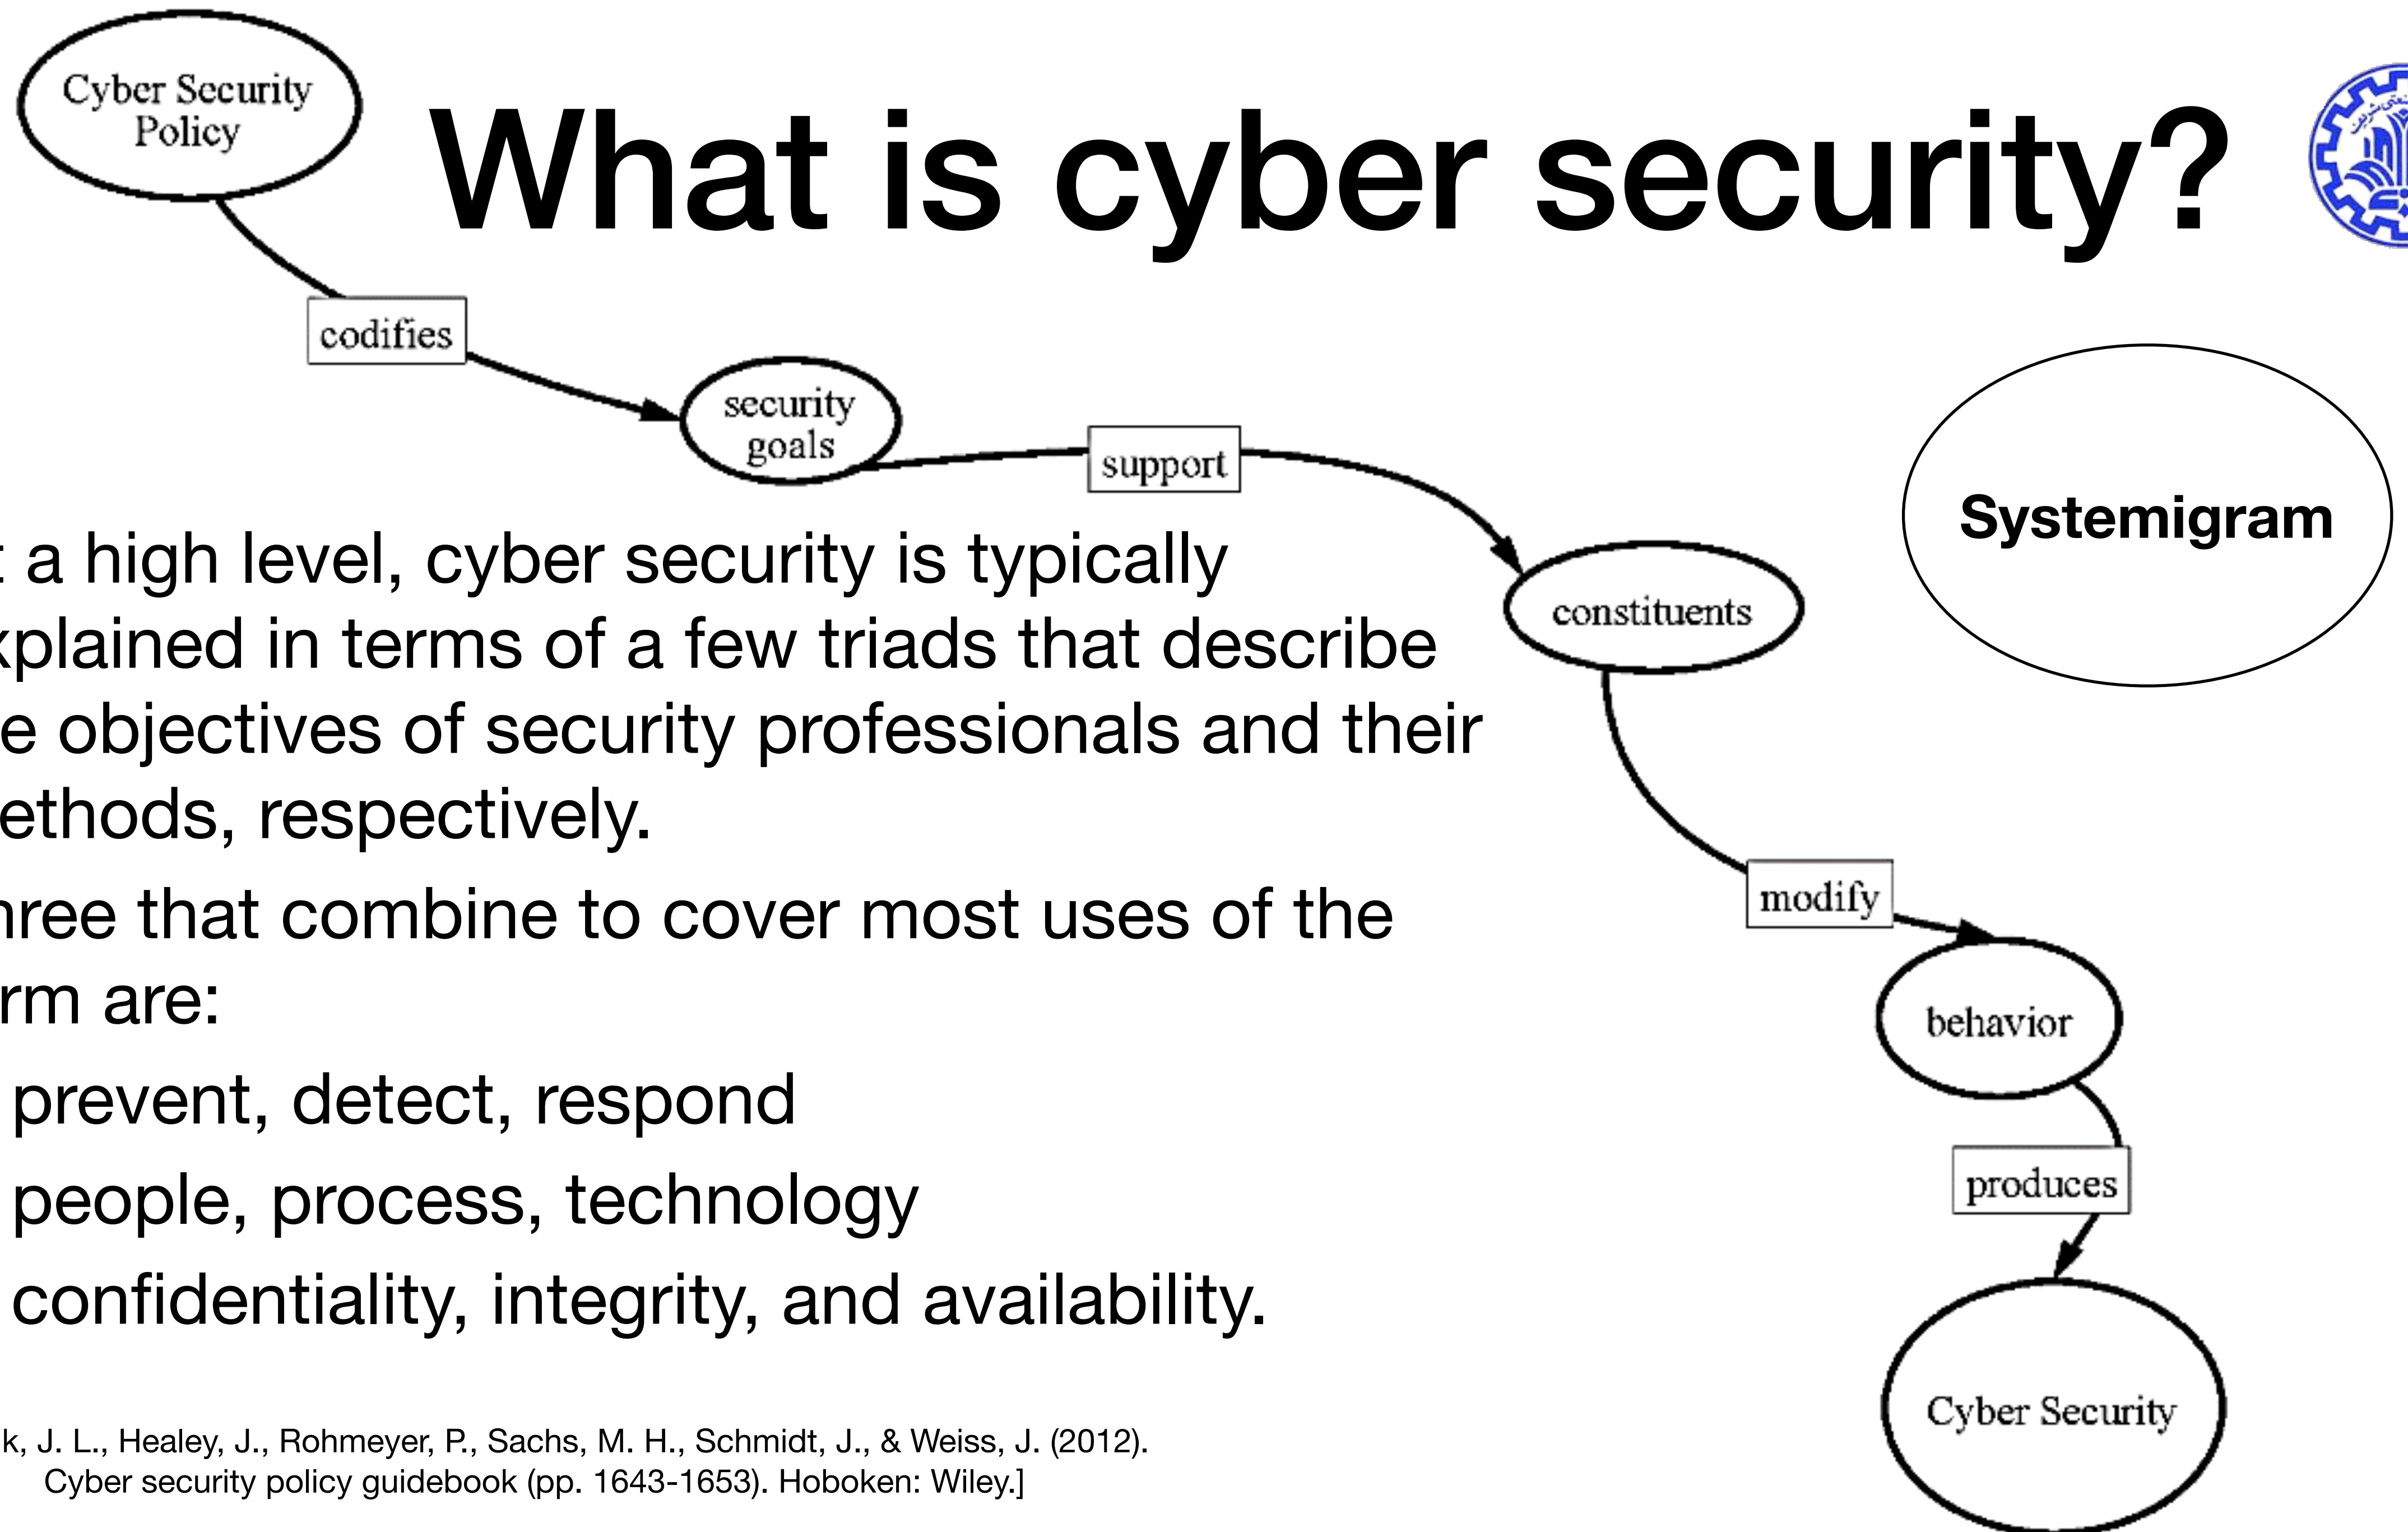 Cyber Security
Policy
What is cyber security?
codifies
security
goals
support
constituents
Systemigram
a high level, cyber security is typically
xplained in terms of a few triads that describe
e objectives of security professionals and their
ethods, respectively.
hree that combine to cover most uses of the
rm are:
prevent, detect, respond
people, process, technology
confidentiality, integrity, and availability.
modify
behavior
produces
Cyber Security
k, J. L., Healey, J., Rohmeyer, P., Sachs, M. H., Schmidt, J., & Weiss, J. (2012).
Cyber security policy guidebook (pp. 1643-1653). Hoboken: Wiley.]